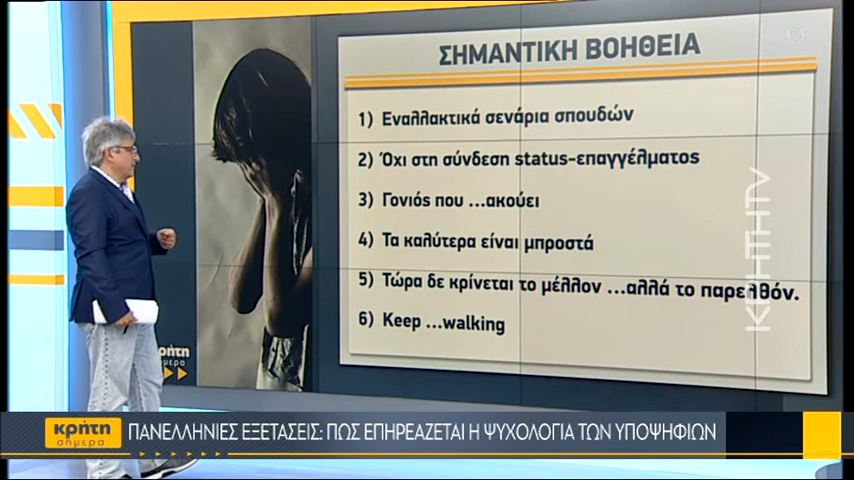 ΣΗΜΑΝΤΙΚΗ ΒΟΗΘΕΙΑ
1) Εναλλακτικά σενάρια σπουδών
2) Όχι στη σύνδεση status-επαγγέλματος
3) Γονιός που ...ακούει
4) Τα καλύτερα είναι μπροστά
5) Τώρα δε κρίνεται το μέλλον ...αλλά το παρελθόν.
6) Keep ...walking
ΚΡΗΤΗTV
κρήτη
σήμερα
κρήτη
σήμερα
ΠΑΝΕΛΛΗΝΙΕΣ ΕΞΕΤΑΣΕΙΣ: ΠΩΣ ΕΠΗΡΕΑΖΕΤΑΙ Η ΨΥΧΟΛΟΓΙΑ ΤΩΝ ΥΠΟΨΗΦΙΩΝ